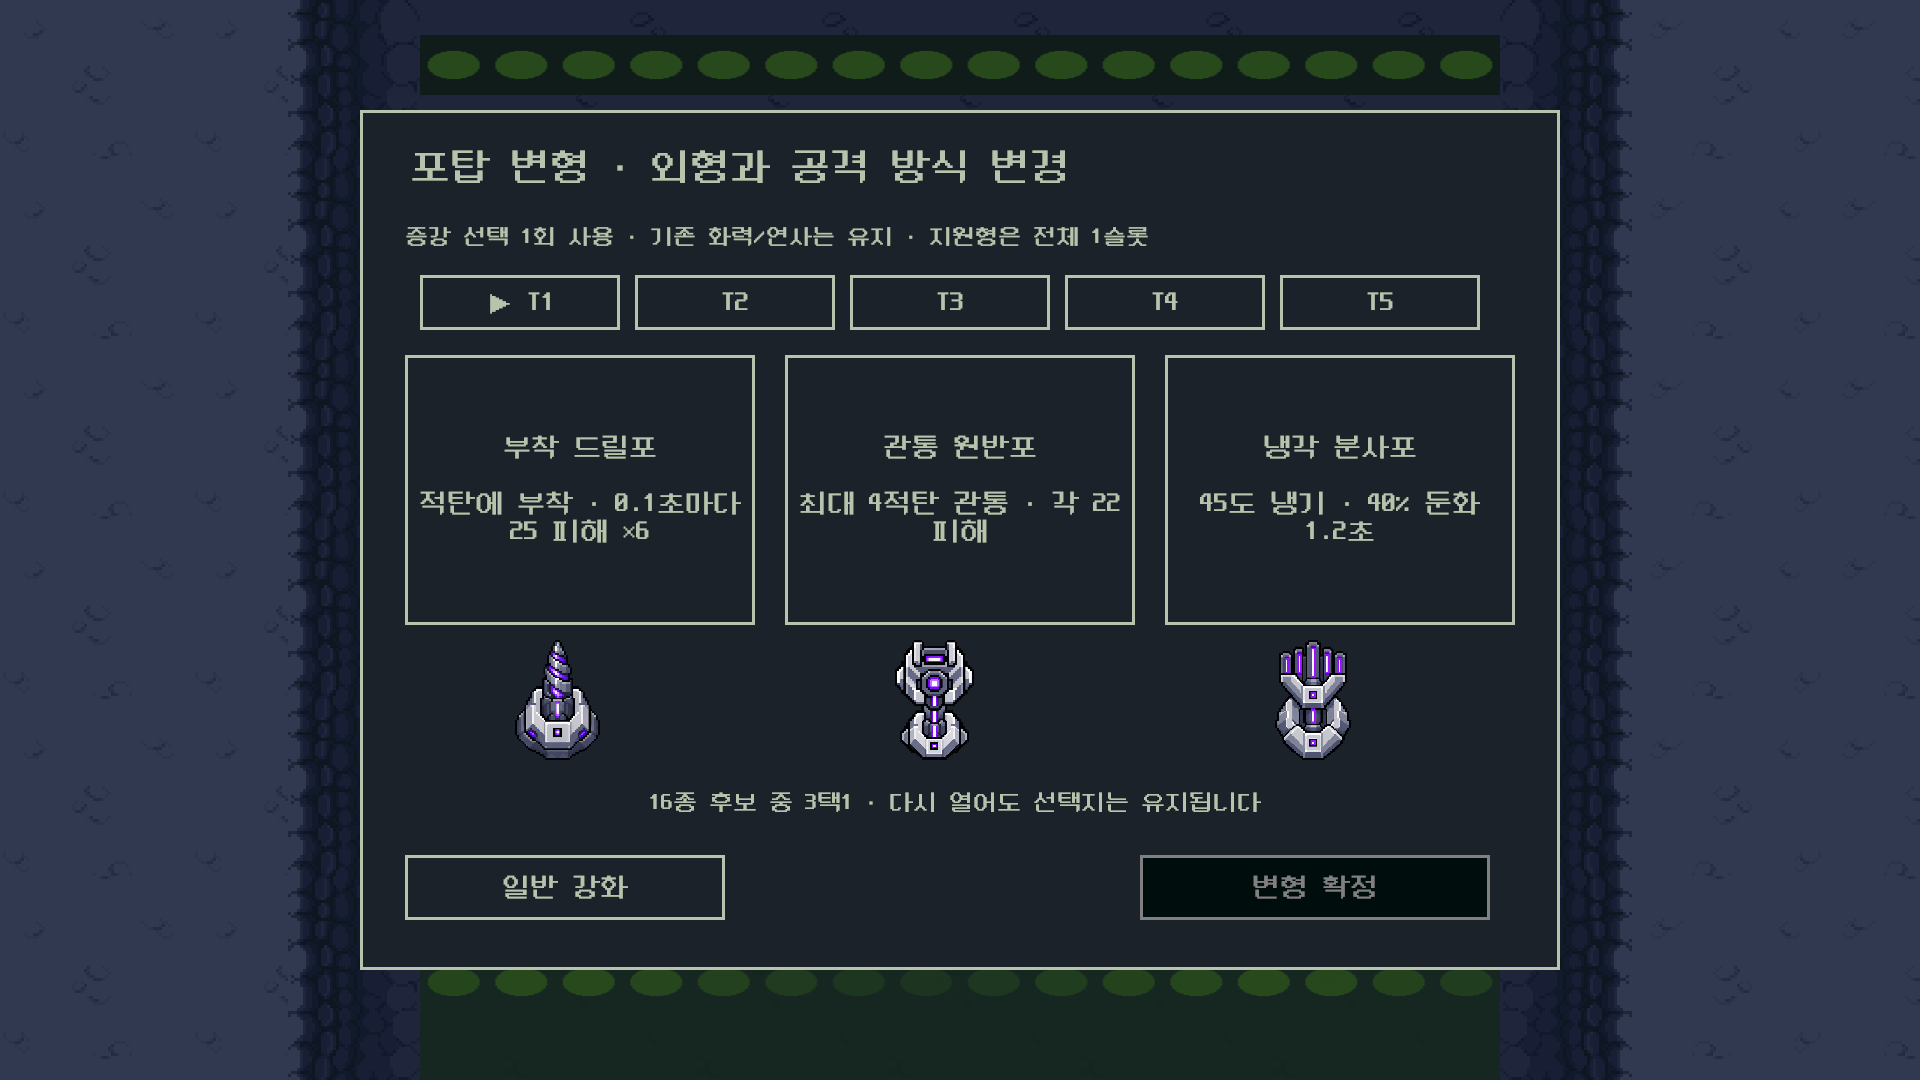 포탑 변형 · 외형과 공격 방식 변경
증강 선택 1회 사용 · 기존 화력/연사는 유지 · 지원형은 전체 1슬롯
▶ T1
T2
T3
T4
T5
부착 드릴포
적탄에 부착 · 0.1초마다
25 피해 ×6
관통 원반포
최대 4적탄 관통 · 각 22
피해
냉각 분사포
45도 냉기 · 40% 둔화
1.2초
16종 후보 중 3택1 · 다시 열어도 선택지는 유지됩니다
일반 강화
변형 확정